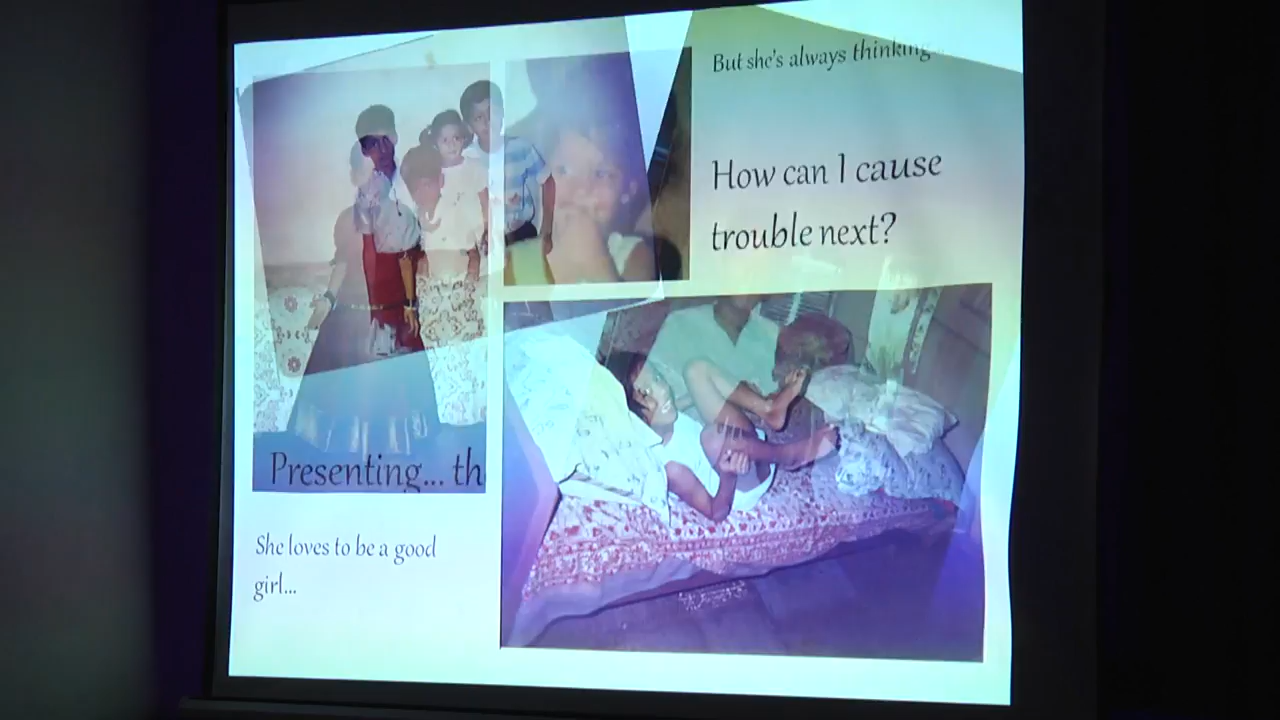 But she's always thinking...
How can I cause
trouble next?
Presenting... th
She loves to be a good
girl...